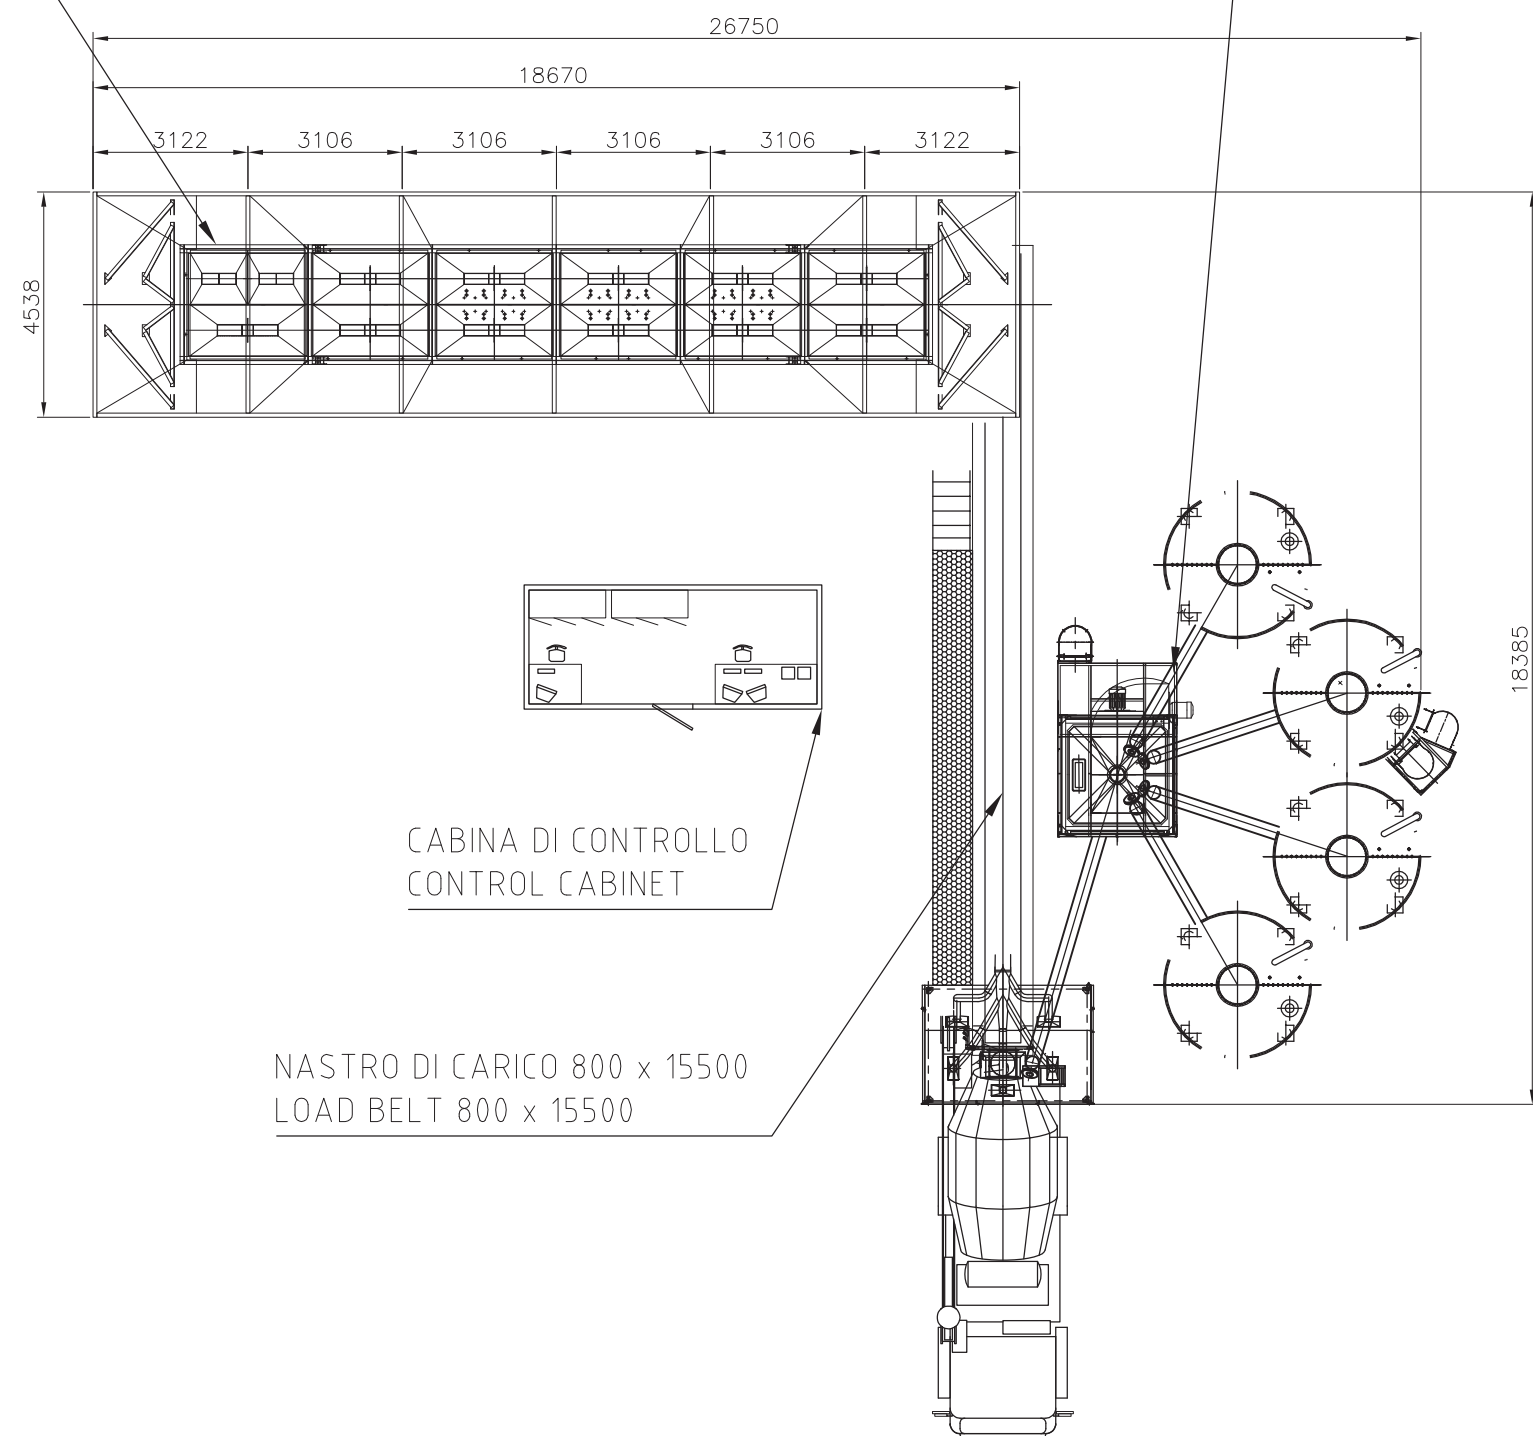 26750
18670
3122 3106 3106 3106 3106 3122
4538
18385
CABINA DI CONTROLLO
CONTROL CABINET
NASTRO DI CARICO 800 x 15500
LOAD BELT 800 x 15500